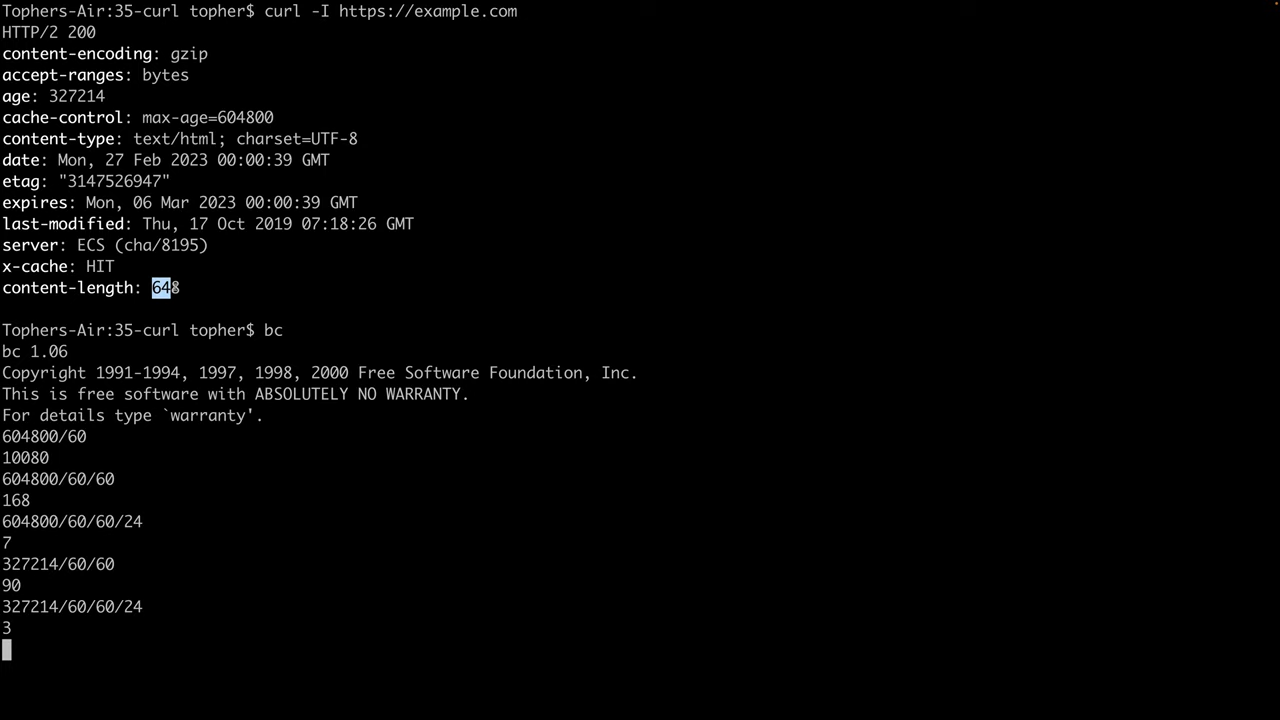 Tophers-Air:35-curl topher$ curl -I https://example.com
HTTP/2 200
content-encoding: gzip
accept-ranges: bytes
age: 327214
cache-control: max-age=604800
content-type: text/html; charset=UTF-8
date: Mon, 27 Feb 2023 00:00:39 GMT
etag: "3147526947"
expires: Mon, 06 Mar 2023 00:00:39 GMT
last-modified: Thu, 17 Oct 2019 07:18:26 GMT
server: ECS (cha/8195)
x-cache: HIT
content-length: 648
Tophers-Air:35-curl topher$ bc
bc 1.06
Copyright 1991-1994, 1997, 1998, 2000 Free Software Foundation, Inc.
This is free software with ABSOLUTELY NO WARRANTY.
For details type `warranty'.
604800/60
10080
604800/60/60
168
604800/60/60/24
7
327214/60/60
90
327214/60/60/24
3